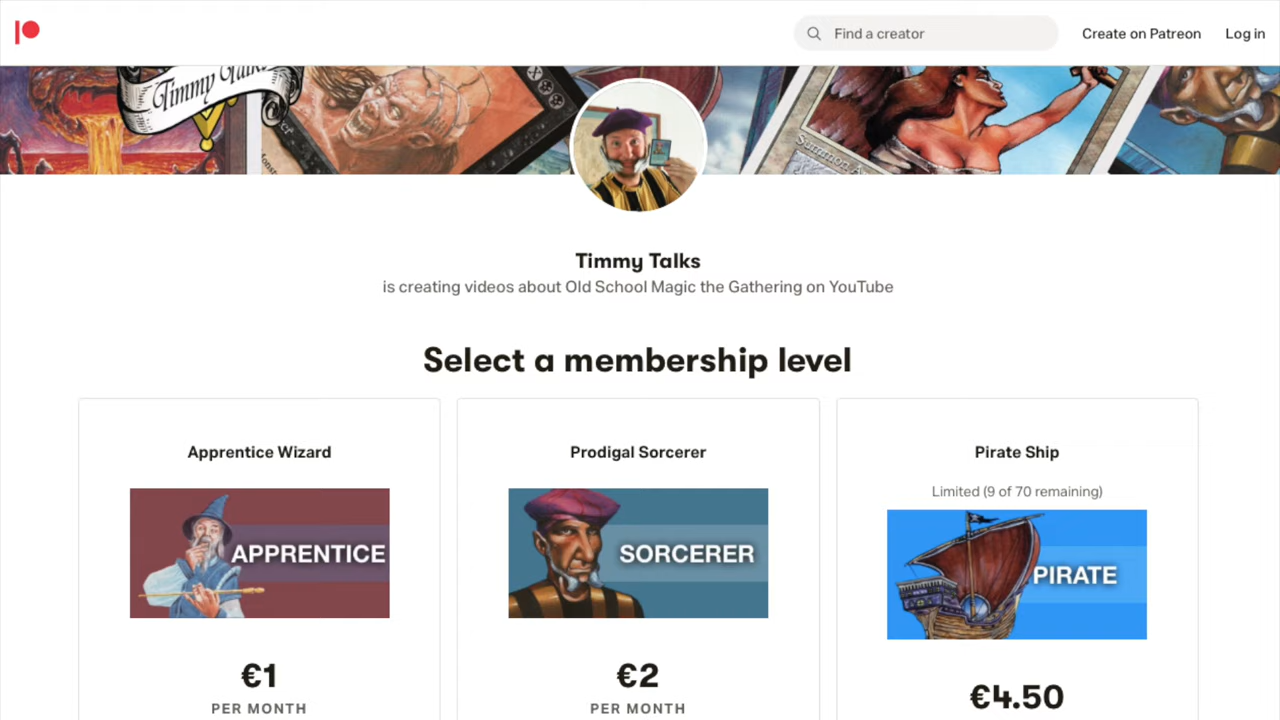 Find a creator
Create on Patreon
Log in
Timmy Talks
Summon A
Timmy Talks
is creating videos about Old School Magic the Gathering on YouTube
Select a membership level
Apprentice Wizard
Prodigal Sorcerer
Pirate Ship
Limited (9 of 70 remaining)
APPRENTICE
SORCERER
PIRATE
€1
PER MONTH
€2
PER MONTH
€4.50